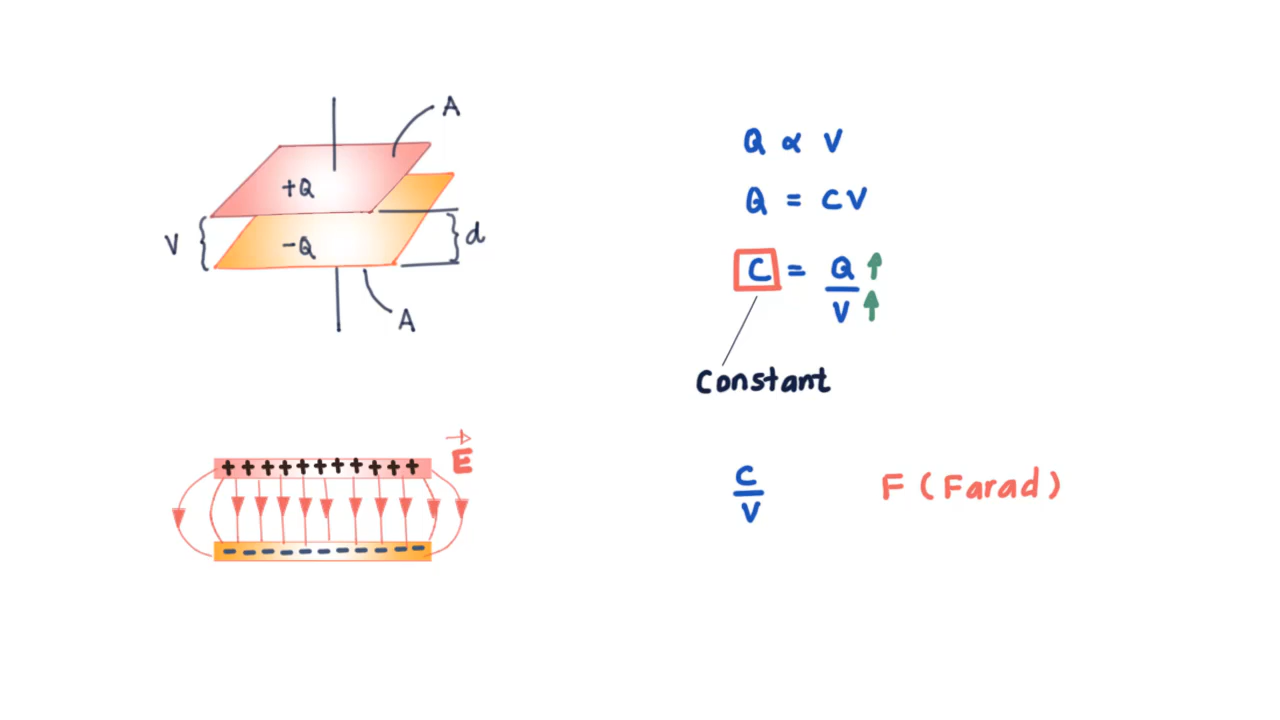 A
+Q
V
-Q
d
A
Q ∝ V
Q = CV
C = Q↑ / V↑
Constant
E⃗
+ + + + + + + + + + +
- - - - - - - - - - -
C / V
F (Farad)